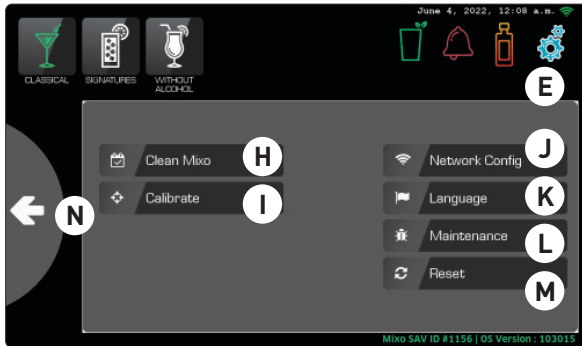 June 4, 2022, 12:08 a.m.
CLASSICAL
SIGNATURES
WITHOUT
ALCOHOL
E
Clean Mixo H
Network Config J
Calibrate I
Language K
N
Maintenance L
Reset M
Mixo SAV ID #1156 | OS Version : 103015